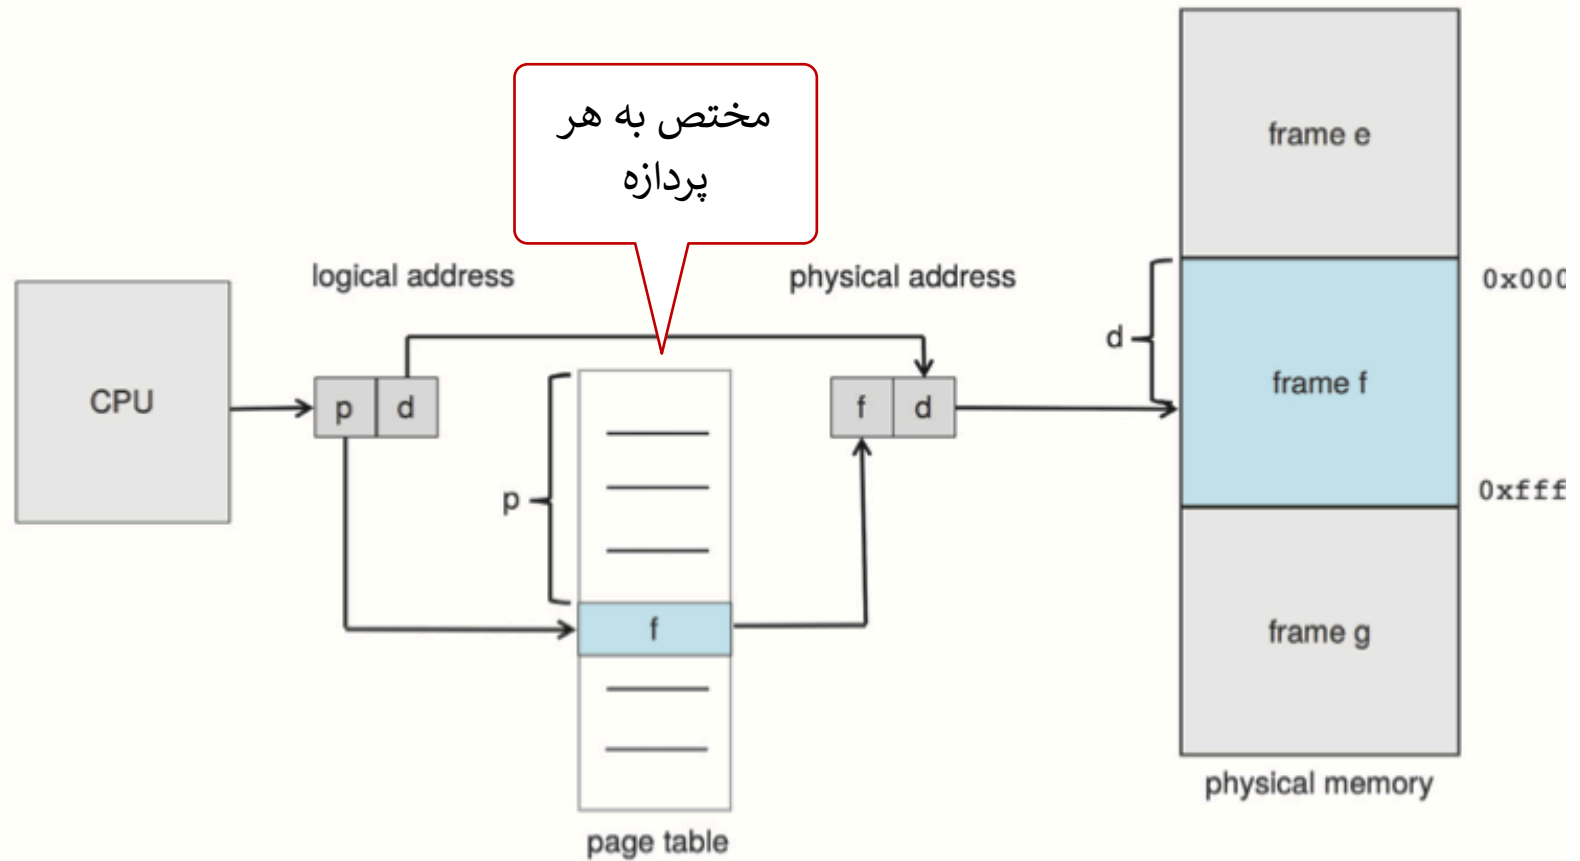 مختص به هر
پردازه
logical address
physical address
CPU
p
d
p
f
f
d
d
frame e
frame f
frame g
0x000
0xfff
physical memory
page table